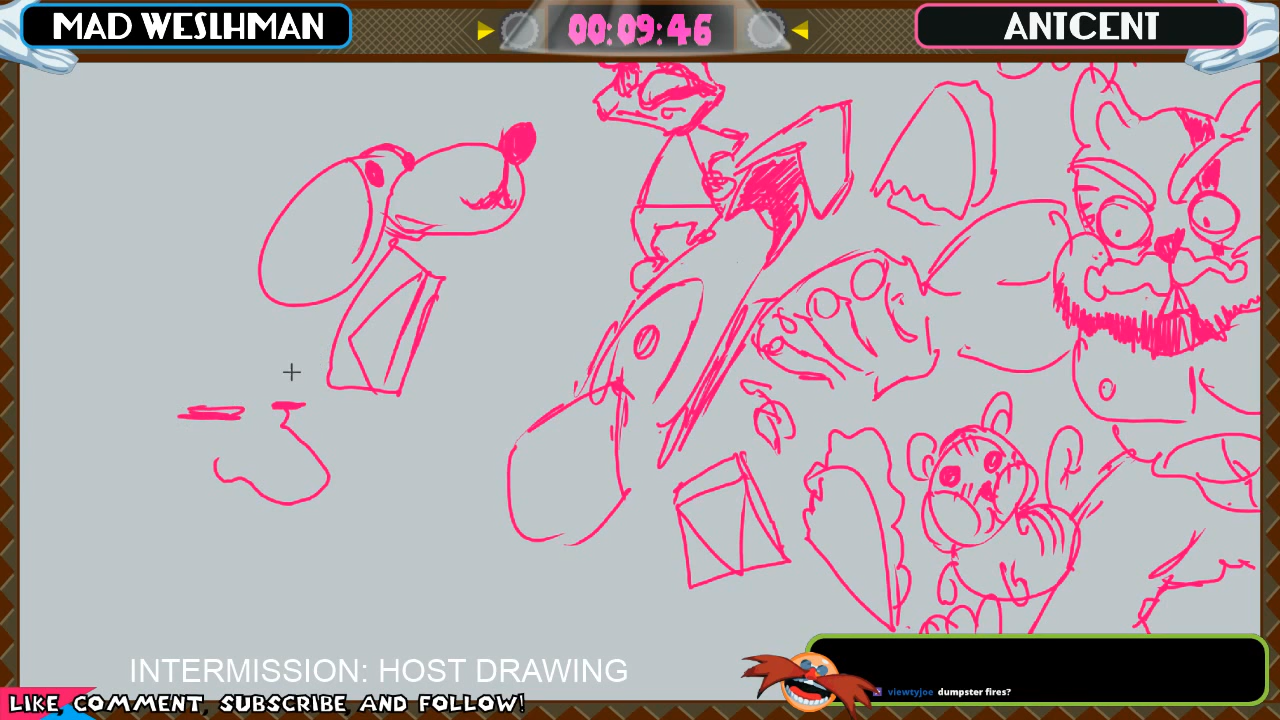 MAD WESLHMAN
00:09:46
ANTCENT
INTERMISSION: HOST DRAWING
viewtyjoe dumpster fires?
LIKE, COMMENT, SUBSCRIBE AND FOLLOW!